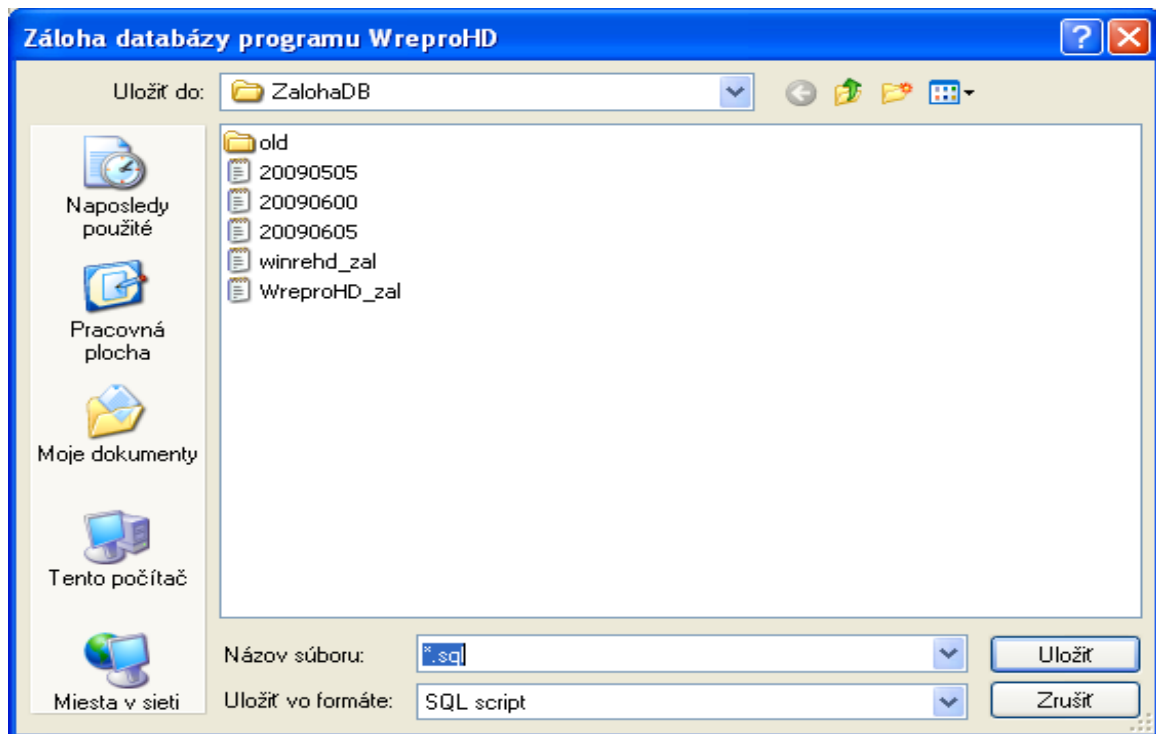 Záloha databázy programu WreproHD
Uložiť do:
ZalohaDB
old
20090505
20090600
20090605
winrehd_zal
WreproHD_zal
Naposledy
použité
Pracovná
plocha
Moje dokumenty
Tento počítač
Miesta v sieti
Názov súboru:
*.sql
Uložiť
Uložiť vo formáte:
SQL script
Zrušiť